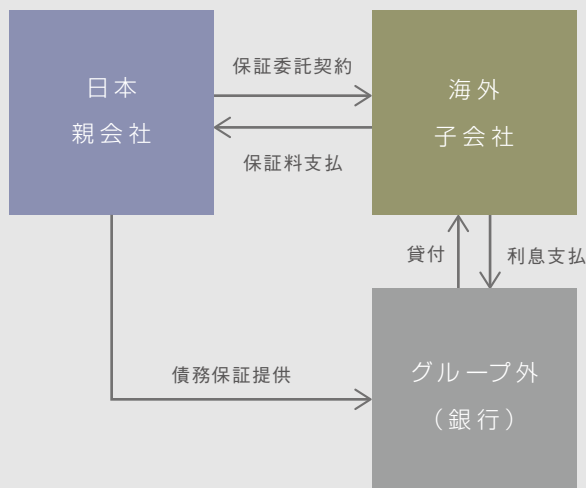 日本
親会社
保証委託契約
保証料支払
海外
子会社
貸付
利息支払
債務保証提供
グループ外
（銀行）